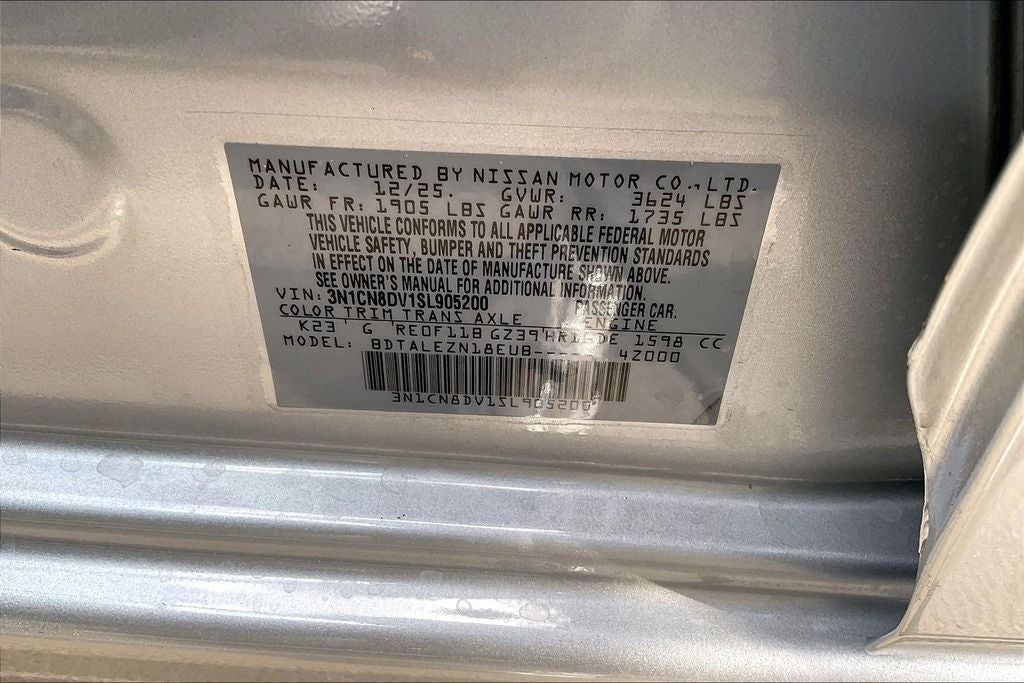 MANUFACTURED BY NISSAN MOTOR CO., LTD.
DATE: 12/25. GVWR: 3624 LBS
GAWR FR: 1905 LBS GAWR RR: 1735 LBS
THIS VEHICLE CONFORMS TO ALL APPLICABLE FEDERAL MOTOR
VEHICLE SAFETY, BUMPER AND THEFT PREVENTION STANDARDS
IN EFFECT ON THE DATE OF MANUFACTURE SHOWN ABOVE.
SEE OWNER'S MANUAL FOR ADDITIONAL INFORMATION.
VIN: 3N1CN8DV1SL905200 PASSENGER CAR.
COLOR TRIM TRANS AXLE ENGINE
K23 G RE0F11B GZ39 HR16DE 1598 CC
MODEL: BDTALEZN18EUB----- 4Z000
3N1CN8DV1SL905200